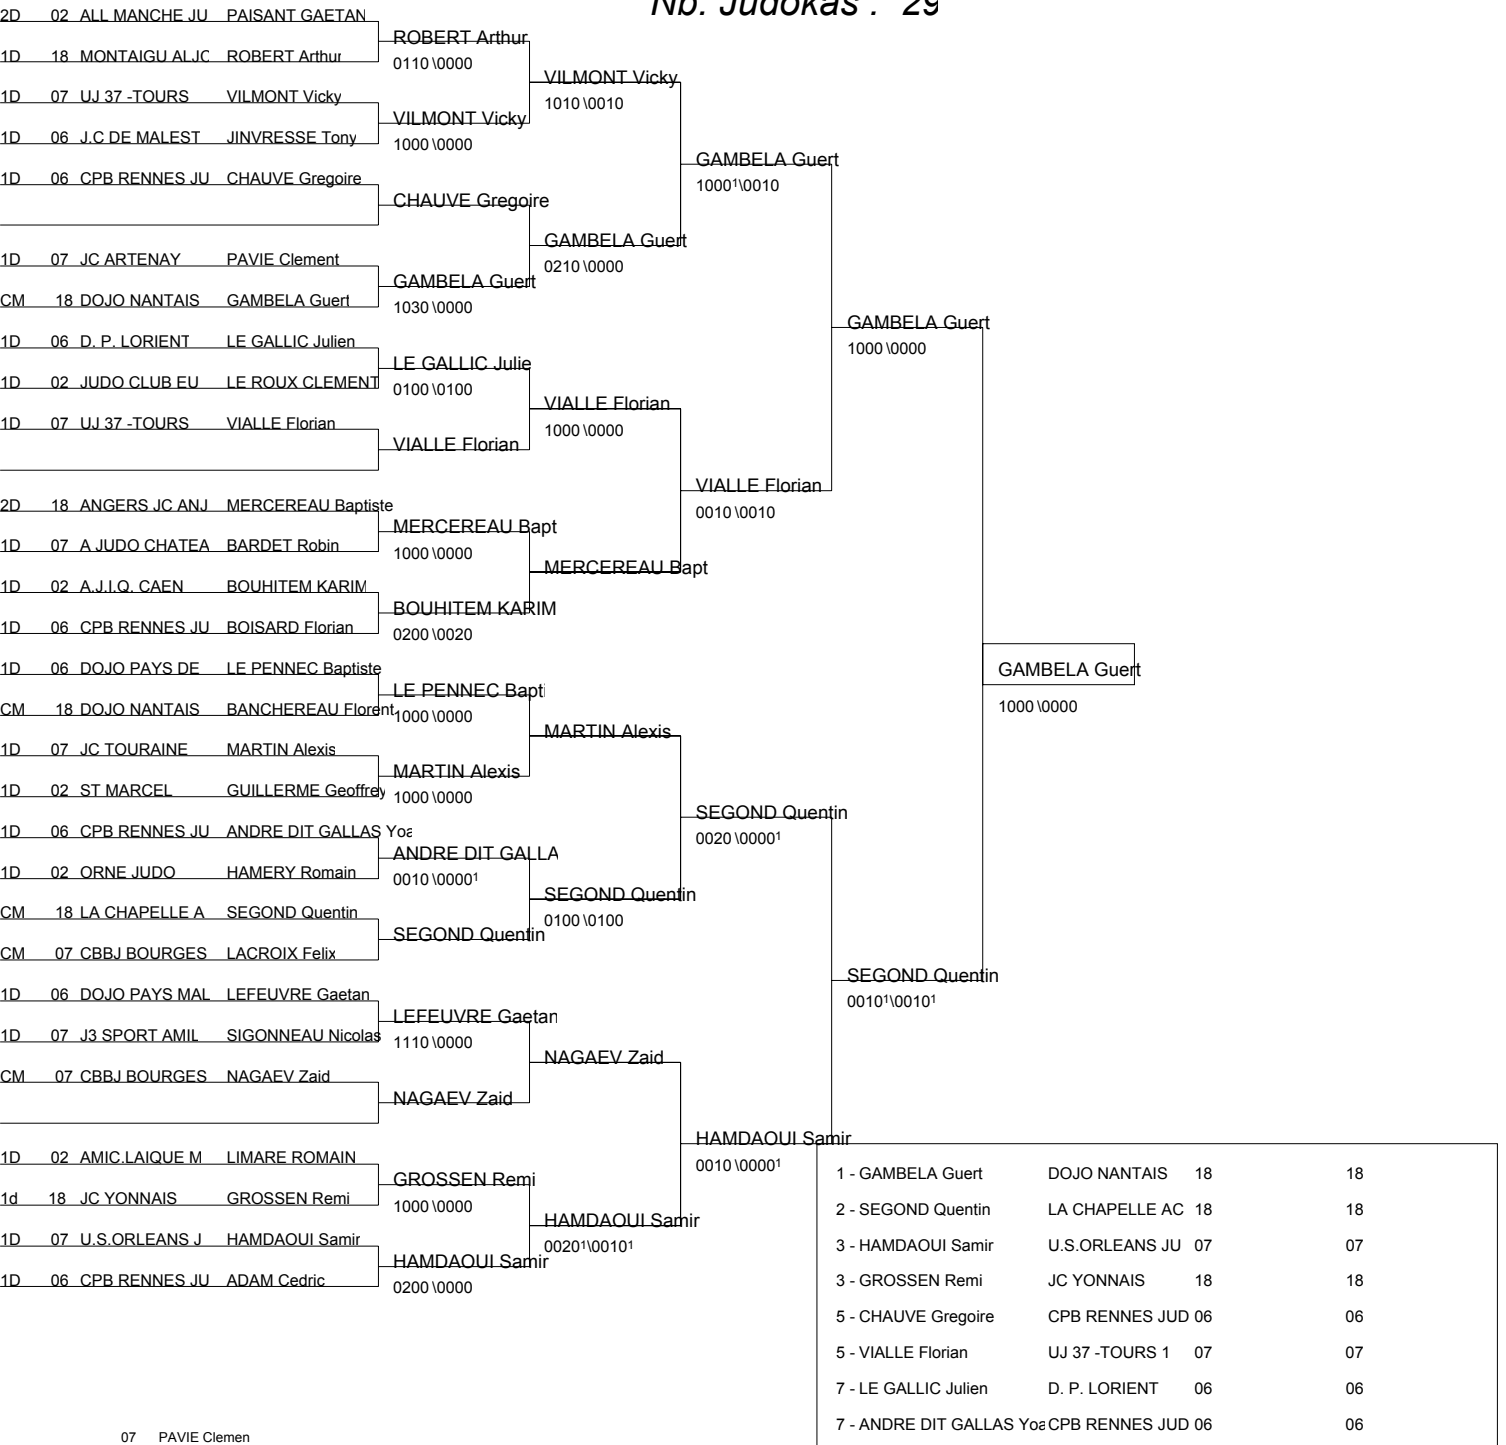 Nb. Judokas : 29
2D 02 ALL MANCHE JU PAISANT GAETAN
1D 18 MONTAIGU ALJC ROBERT Arthur
1D 07 UJ 37 -TOURS VILMONT Vicky
1D 06 J.C DE MALEST JINVRESSE Tony
1D 06 CPB RENNES JU CHAUVE Gregoire
1D 07 JC ARTENAY PAVIE Clement
CM 18 DOJO NANTAIS GAMBELA Guert
1D 06 D. P. LORIENT LE GALLIC Julien
1D 02 JUDO CLUB EU LE ROUX CLEMENT
1D 07 UJ 37 -TOURS VIALLE Florian
2D 18 ANGERS JC ANJ MERCEREAU Baptiste
1D 07 A JUDO CHATEA BARDET Robin
1D 02 A.J.I.Q. CAEN BOUHITEM KARIM
1D 06 CPB RENNES JU BOISARD Florian
1D 06 DOJO PAYS DE LE PENNEC Baptiste
CM 18 DOJO NANTAIS BANCHEREAU Florent
1D 07 JC TOURAINE MARTIN Alexis
1D 02 ST MARCEL GUILLERME Geoffrey
1D 06 CPB RENNES JU ANDRE DIT GALLAS Yoa
1D 02 ORNE JUDO HAMERY Romain
CM 18 LA CHAPELLE A SEGOND Quentin
CM 07 CBBJ BOURGES LACROIX Felix
1D 06 DOJO PAYS MAL LEFEUVRE Gaetan
1D 07 J3 SPORT AMIL SIGONNEAU Nicolas
CM 07 CBBJ BOURGES NAGAEV Zaid
1D 02 AMIC.LAIQUE M LIMARE ROMAIN
1d 18 JC YONNAIS GROSSEN Remi
1D 07 U.S.ORLEANS J HAMDAOUI Samir
1D 06 CPB RENNES JU ADAM Cedric
ROBERT Arthur
0110 \0000
VILMONT Vicky
1000 \0000
CHAUVE Gregoire
GAMBELA Guert
1030 \0000
LE GALLIC Julie
0100 \0100
VIALLE Florian
MERCEREAU Bapt
1000 \0000
BOUHITEM KARIM
0200 \0020
LE PENNEC Bapti
1000 \0000
MARTIN Alexis
1000 \0000
ANDRE DIT GALLA
0010 \0000¹
SEGOND Quentin
LEFEUVRE Gaetan
1110 \0000
NAGAEV Zaid
GROSSEN Remi
1000 \0000
HAMDAOUI Samir
0200 \0000
VILMONT Vicky
1010 \0010
GAMBELA Guert
0210 \0000
VIALLE Florian
1000 \0000
MERCEREAU Bapt
MARTIN Alexis
SEGOND Quentin
0100 \0100
NAGAEV Zaid
HAMDAOUI Samir
0020¹\0010¹
GAMBELA Guert
1000¹\0010
VIALLE Florian
0010 \0010
SEGOND Quentin
0020 \0000¹
HAMDAOUI Samir
0010 \0000¹
GAMBELA Guert
1000 \0000
SEGOND Quentin
0010¹\0010¹
GAMBELA Guert
1000 \0000
1 - GAMBELA Guert DOJO NANTAIS 18 18
2 - SEGOND Quentin LA CHAPELLE AC 18 18
3 - HAMDAOUI Samir U.S.ORLEANS JU 07 07
3 - GROSSEN Remi JC YONNAIS 18 18
5 - CHAUVE Gregoire CPB RENNES JUD 06 06
5 - VIALLE Florian UJ 37 -TOURS 1 07 07
7 - LE GALLIC Julien D. P. LORIENT 06 06
7 - ANDRE DIT GALLAS Yoa CPB RENNES JUD 06 06
07 PAVIE Clemen